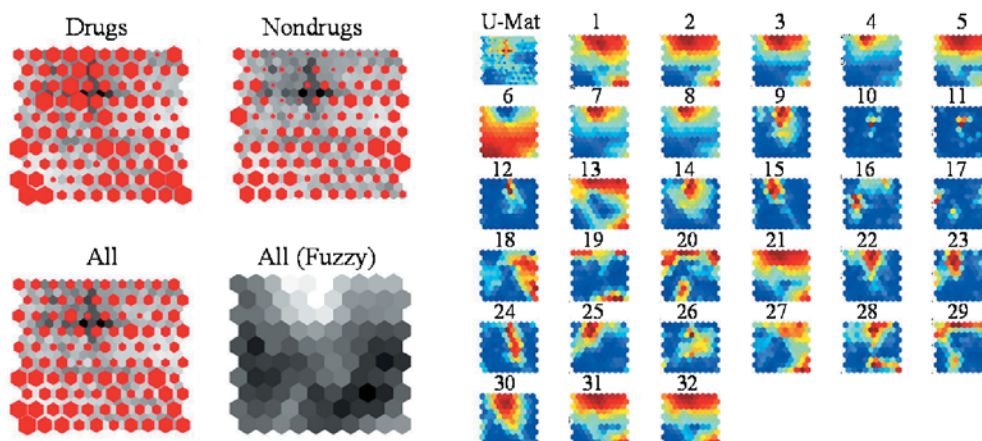 Drugs Nondrugs
All All (Fuzzy)
U-Mat 1 2 3 4 5
6 7 8 9 10 11
12 13 14 15 16 17
18 19 20 21 22 23
24 25 26 27 28 29
30 31 32